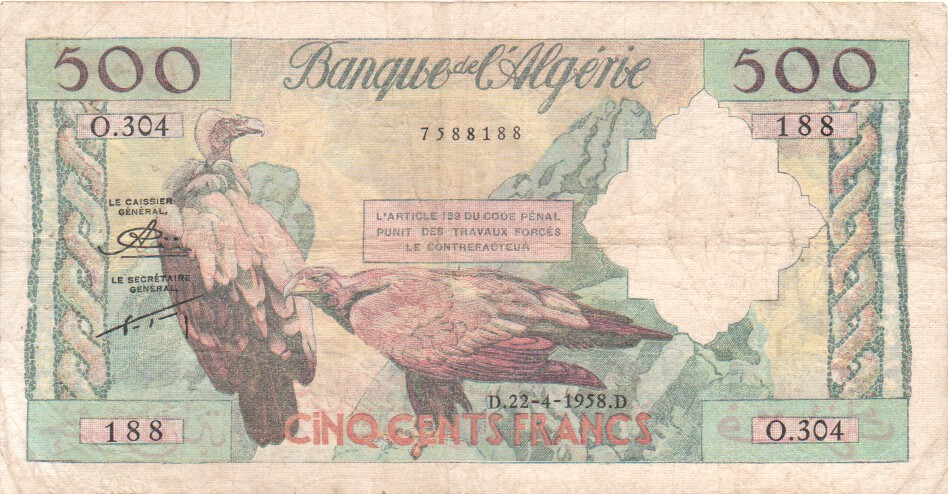 500 Banque de l'Algérie 500
O.304 7588188 188
LE CAISSIER
GÉNÉRAL,
L'ARTICLE 139 DU CODE PÉNAL
PUNIT DES TRAVAUX FORCÉS
LE CONTREFACTEUR
LE SECRÉTAIRE
GÉNÉRAL,
D.22-4-1958.D
CINQ CENTS FRANCS
188 O.304